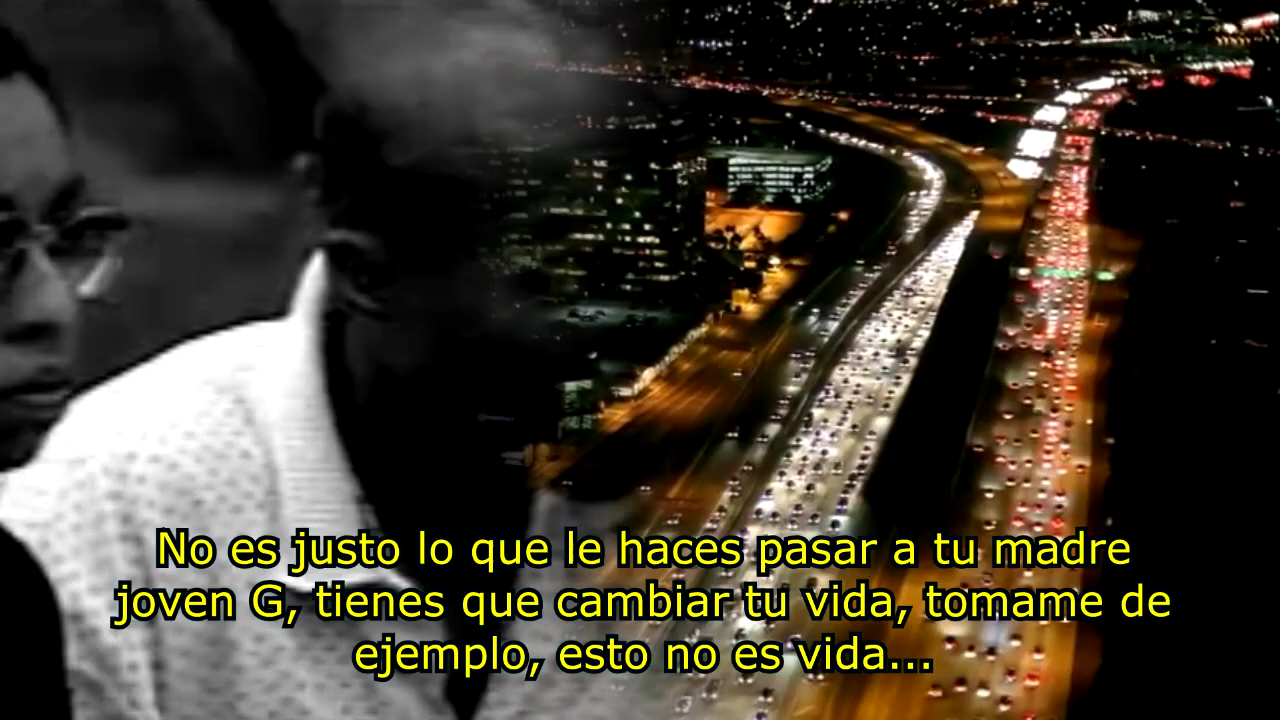 No es justo lo que le haces pasar a tu madre
joven G, tienes que cambiar tu vida, tomame de
ejemplo, esto no es vida...